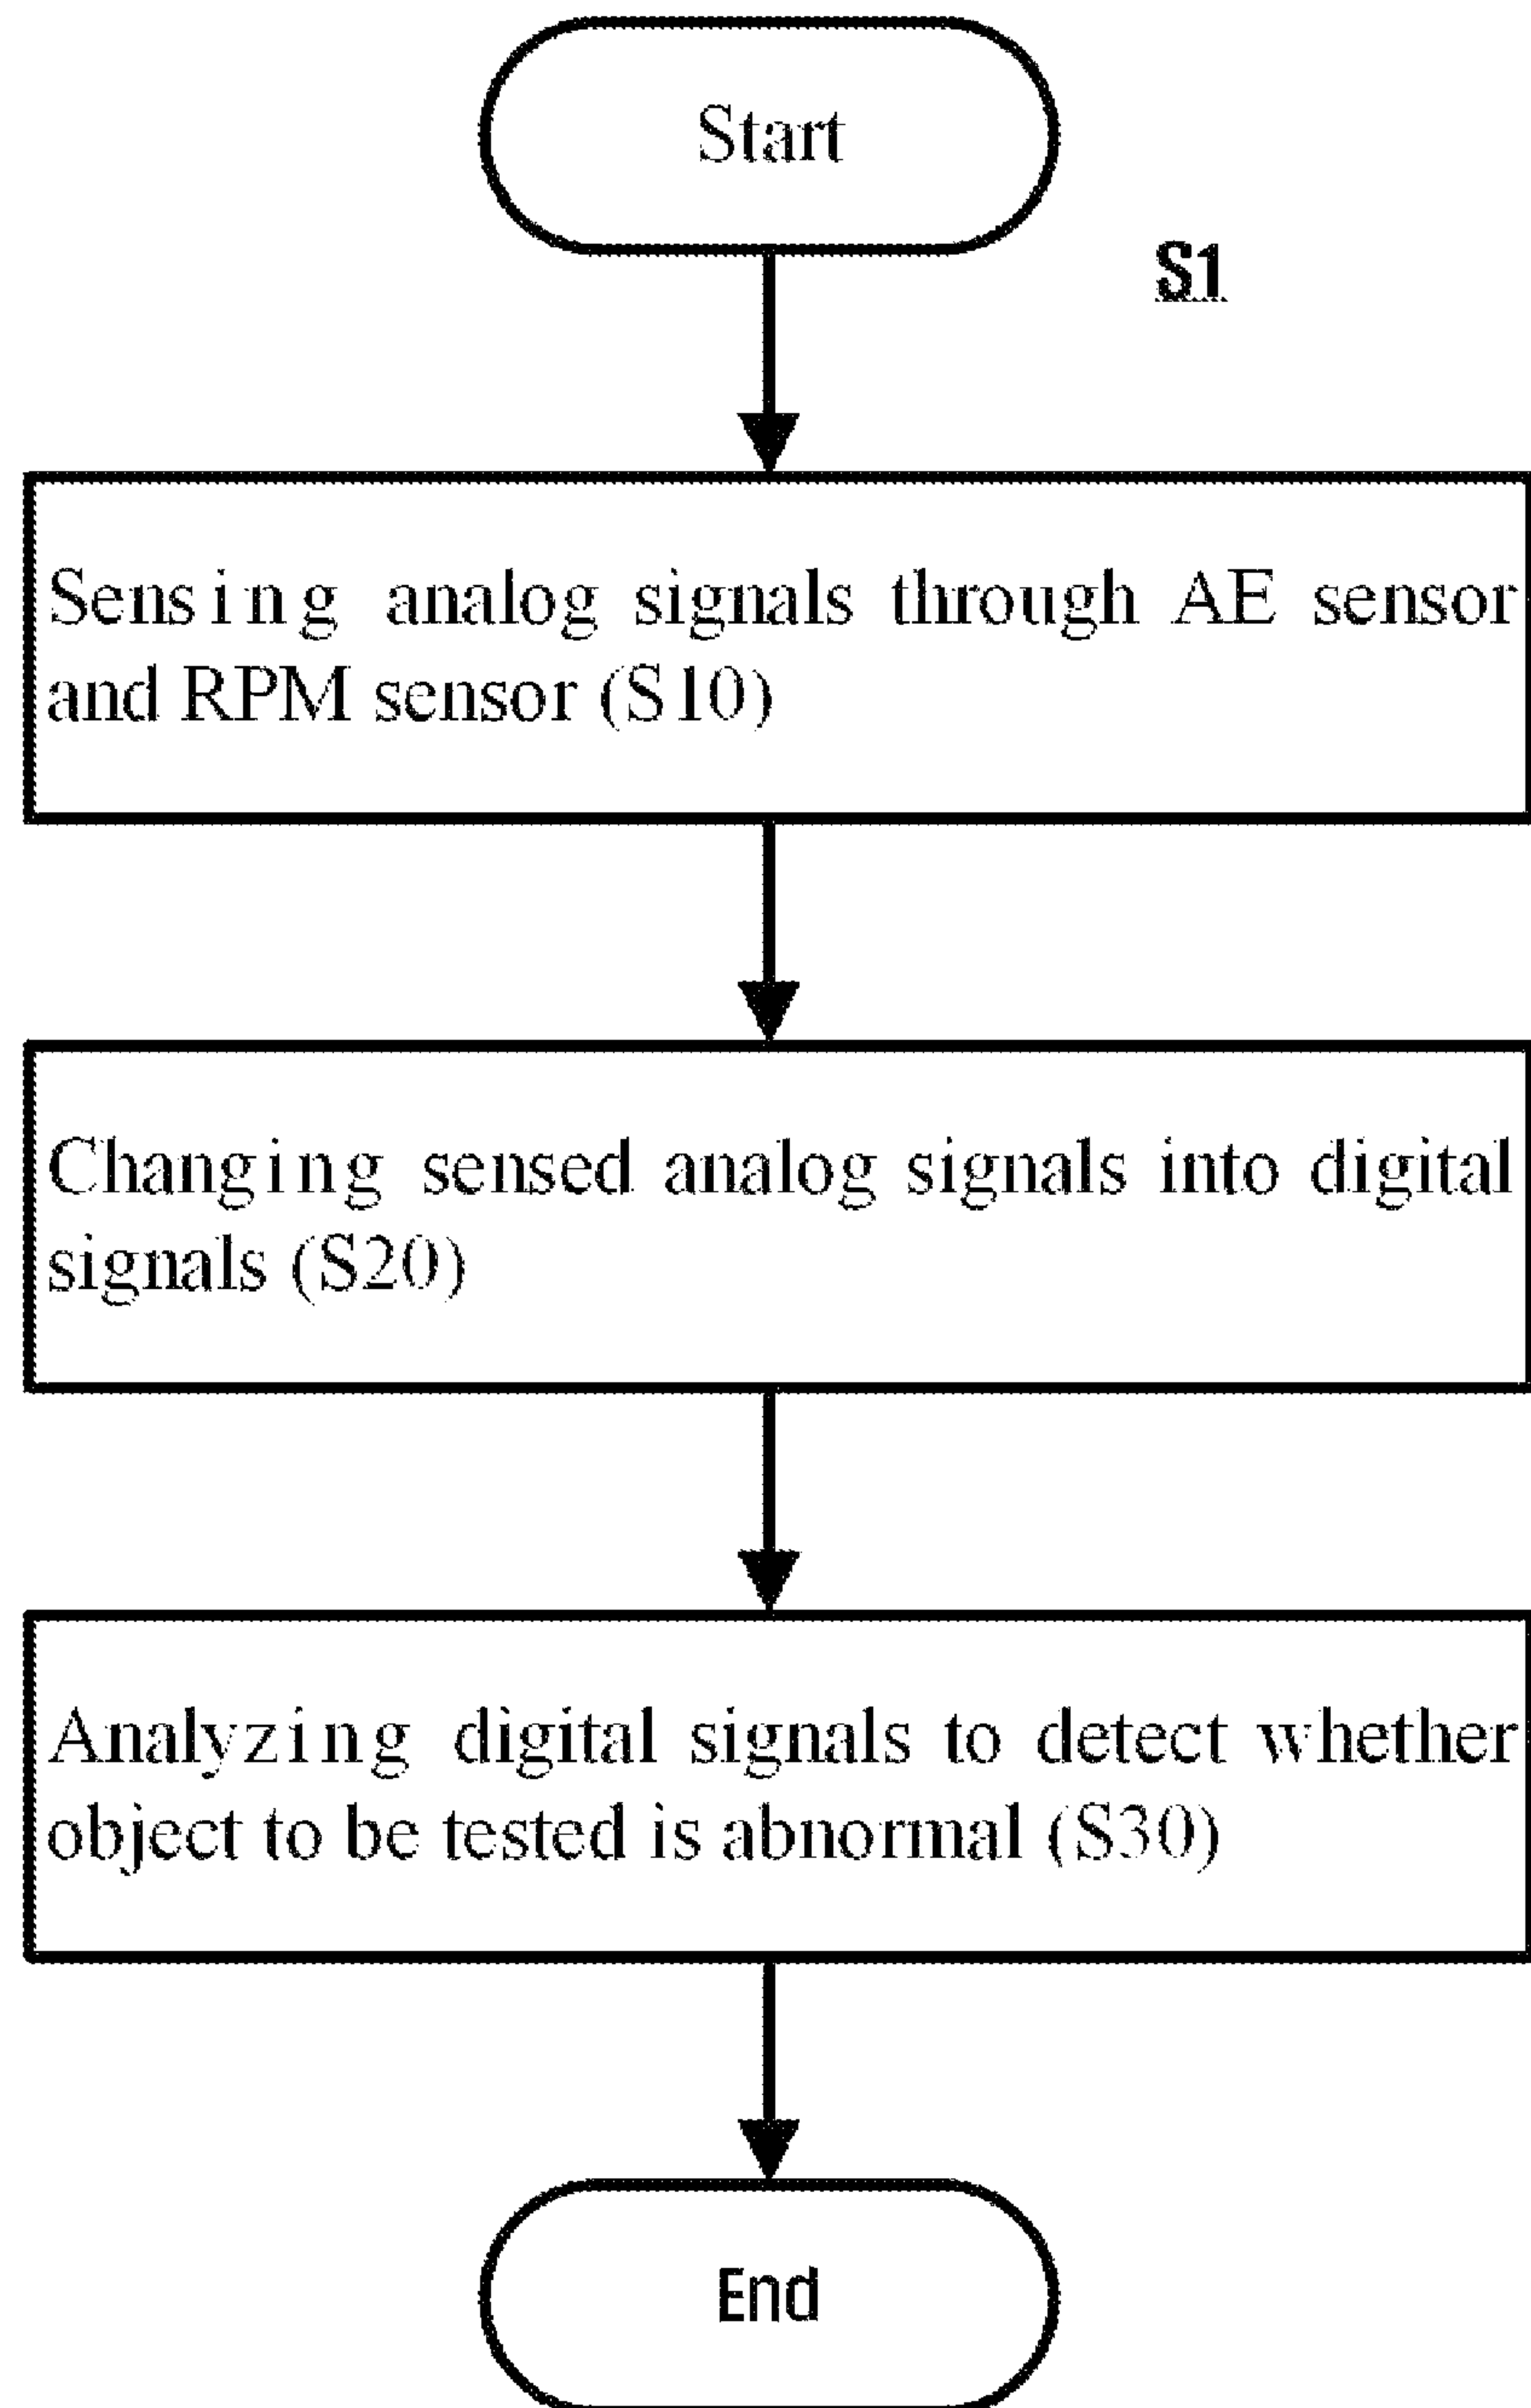 Start
S1
Sensing analog signals through AE sensor
and RPM sensor (S10)
Changing sensed analog signals into digital
signals (S20)
Analyzing digital signals to detect whether
object to be tested is abnormal (S30)
End